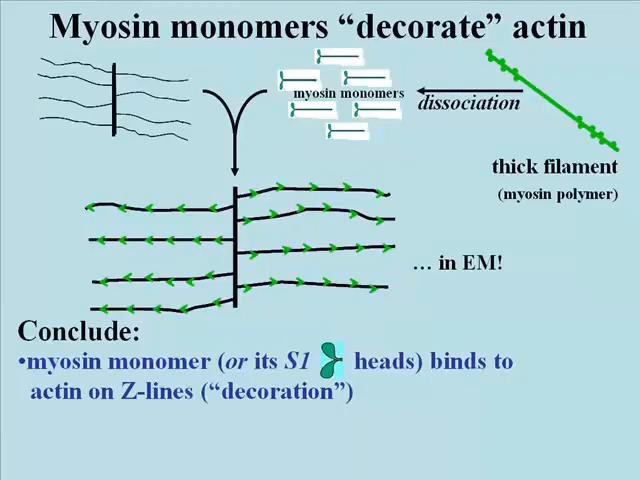 Myosin monomers “decorate” actin
myosin monomers
dissociation
thick filament
(myosin polymer)
… in EM!
Conclude:
•myosin monomer (or its S1 heads) binds to
actin on Z-lines (“decoration”)